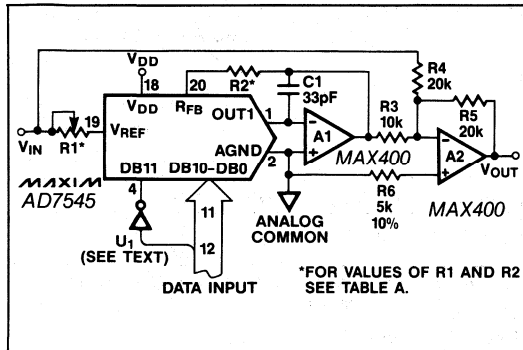 VDD
18
20
R2*
C1
33pF
R4
20k
VDD
RFB
OUT1
1
R3
10k
R5
20k
19
VREF
VIN
R1*
−
A1
+
MAX400
−
A2
+
VOUT
AGND
2
DB11
DB10–DB0
MAXIM
AD7545
4
11
R6
5k
10%
MAX400
U1
(SEE TEXT)
12
ANALOG
COMMON
DATA INPUT
*FOR VALUES OF R1 AND R2
SEE TABLE A.